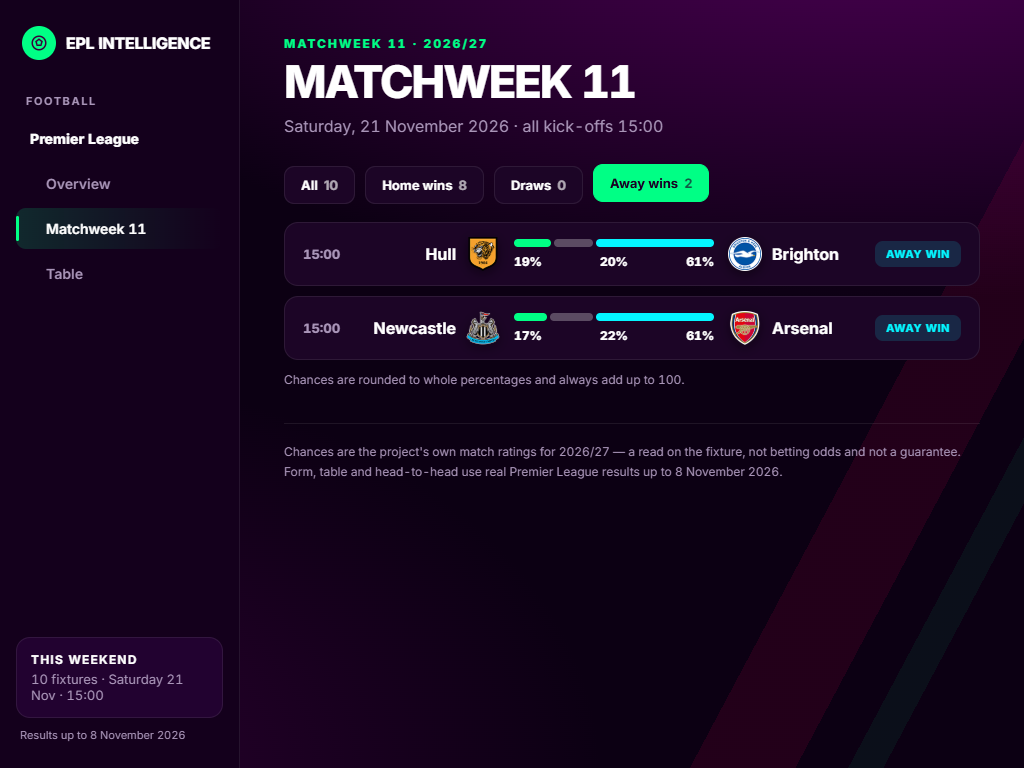 EPL INTELLIGENCE
FOOTBALL
Premier League
Overview
Matchweek 11
Table
THIS WEEKEND
10 fixtures · Saturday 21
Nov · 15:00
Results up to 8 November 2026
MATCHWEEK 11 · 2026/27
MATCHWEEK 11
Saturday, 21 November 2026 · all kick-offs 15:00
All 10
Home wins 8
Draws 0
Away wins 2
15:00 Hull 19% 20% 61% Brighton AWAY WIN
15:00 Newcastle 17% 22% 61% Arsenal AWAY WIN
Chances are rounded to whole percentages and always add up to 100.
Chances are the project's own match ratings for 2026/27 — a read on the fixture, not betting odds and not a guarantee.
Form, table and head-to-head use real Premier League results up to 8 November 2026.